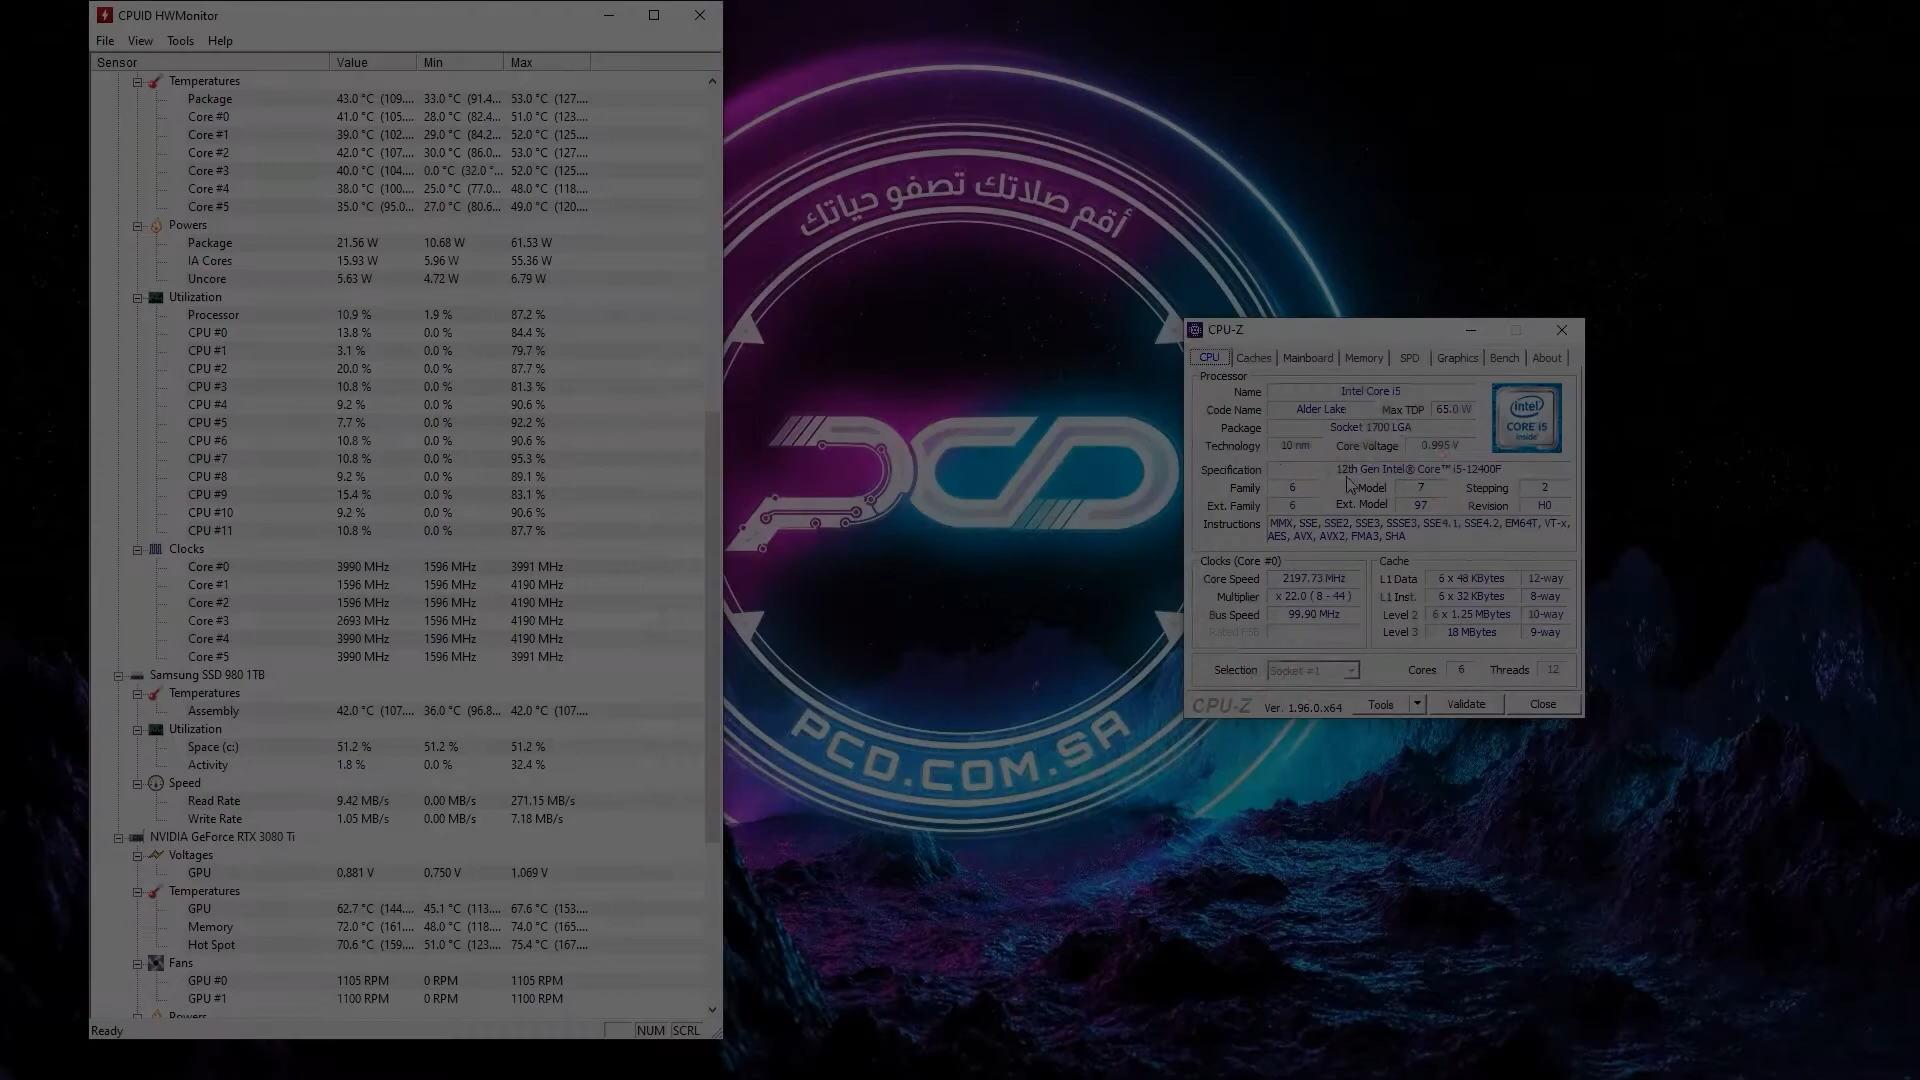 CPUID HWMonitor
File View Tools Help
Sensor Value Min Max
Temperatures
Package 43.0 °C (109.... 33.0 °C (91.4... 53.0 °C (127....
Core #0 41.0 °C (105.... 28.0 °C (82.4... 51.0 °C (123....
Core #1 39.0 °C (102.... 29.0 °C (84.2... 52.0 °C (125....
Core #2 42.0 °C (107.... 30.0 °C (86.0... 53.0 °C (127....
Core #3 40.0 °C (104.... 0.0 °C (32.0 °... 52.0 °C (125....
Core #4 38.0 °C (100.... 25.0 °C (77.0... 48.0 °C (118....
Core #5 35.0 °C (95.0... 27.0 °C (80.6... 49.0 °C (120....
Powers
Package 21.56 W 10.68 W 61.53 W
IA Cores 15.93 W 5.96 W 55.36 W
Uncore 5.63 W 4.72 W 6.79 W
Utilization
Processor 10.9 % 1.9 % 87.2 %
CPU #0 13.8 % 0.0 % 84.4 %
CPU #1 3.1 % 0.0 % 79.7 %
CPU #2 20.0 % 0.0 % 87.7 %
CPU #3 10.8 % 0.0 % 81.3 %
CPU #4 9.2 % 0.0 % 90.6 %
CPU #5 7.7 % 0.0 % 92.2 %
CPU #6 10.8 % 0.0 % 90.6 %
CPU #7 10.8 % 0.0 % 95.3 %
CPU #8 9.2 % 0.0 % 89.1 %
CPU #9 15.4 % 0.0 % 83.1 %
CPU #10 9.2 % 0.0 % 90.6 %
CPU #11 10.8 % 0.0 % 87.7 %
Clocks
Core #0 3990 MHz 1596 MHz 3991 MHz
Core #1 1596 MHz 1596 MHz 4190 MHz
Core #2 1596 MHz 1596 MHz 4190 MHz
Core #3 2693 MHz 1596 MHz 4190 MHz
Core #4 3990 MHz 1596 MHz 4190 MHz
Core #5 3990 MHz 1596 MHz 3991 MHz
Samsung SSD 980 1TB
Temperatures
Assembly 42.0 °C (107.... 36.0 °C (96.8... 42.0 °C (107....
Utilization
Space (c:) 51.2 % 51.2 % 51.2 %
Activity 1.8 % 0.0 % 32.4 %
Speed
Read Rate 9.42 MB/s 0.00 MB/s 271.15 MB/s
Write Rate 1.05 MB/s 0.00 MB/s 7.18 MB/s
NVIDIA GeForce RTX 3080 Ti
Voltages
GPU 0.881 V 0.750 V 1.069 V
Temperatures
GPU 62.7 °C (144.... 45.1 °C (113.... 67.6 °C (153....
Memory 72.0 °C (161.... 48.0 °C (118.... 74.0 °C (165....
Hot Spot 70.6 °C (159.... 51.0 °C (123.... 75.4 °C (167....
Fans
GPU #0 1105 RPM 0 RPM 1105 RPM
GPU #1 1100 RPM 0 RPM 1100 RPM
Powers
Ready NUM SCRL
أقم صلاتك تصفو حياتك
PCD
PCD.COM.SA
CPU-Z
CPU Caches Mainboard Memory SPD Graphics Bench About
Processor
Name Intel Core i5
Code Name Alder Lake Max TDP 65.0 W
Package Socket 1700 LGA
Technology 10 nm Core Voltage 0.995 V
intel CORE i5 inside
Specification 12th Gen Intel® Core™ i5-12400F
Family 6 Model 7 Stepping 2
Ext. Family 6 Ext. Model 97 Revision H0
Instructions MMX, SSE, SSE2, SSE3, SSSE3, SSE4.1, SSE4.2, EM64T, VT-x,
AES, AVX, AVX2, FMA3, SHA
Clocks (Core #0)
Core Speed 2197.73 MHz
Multiplier x 22.0 ( 8 - 44 )
Bus Speed 99.90 MHz
Rated FSB
Cache
L1 Data 6 x 48 KBytes 12-way
L1 Inst. 6 x 32 KBytes 8-way
Level 2 6 x 1.25 MBytes 10-way
Level 3 18 MBytes 9-way
Selection Socket #1 Cores 6 Threads 12
CPU-Z Ver. 1.96.0.x64 Tools Validate Close